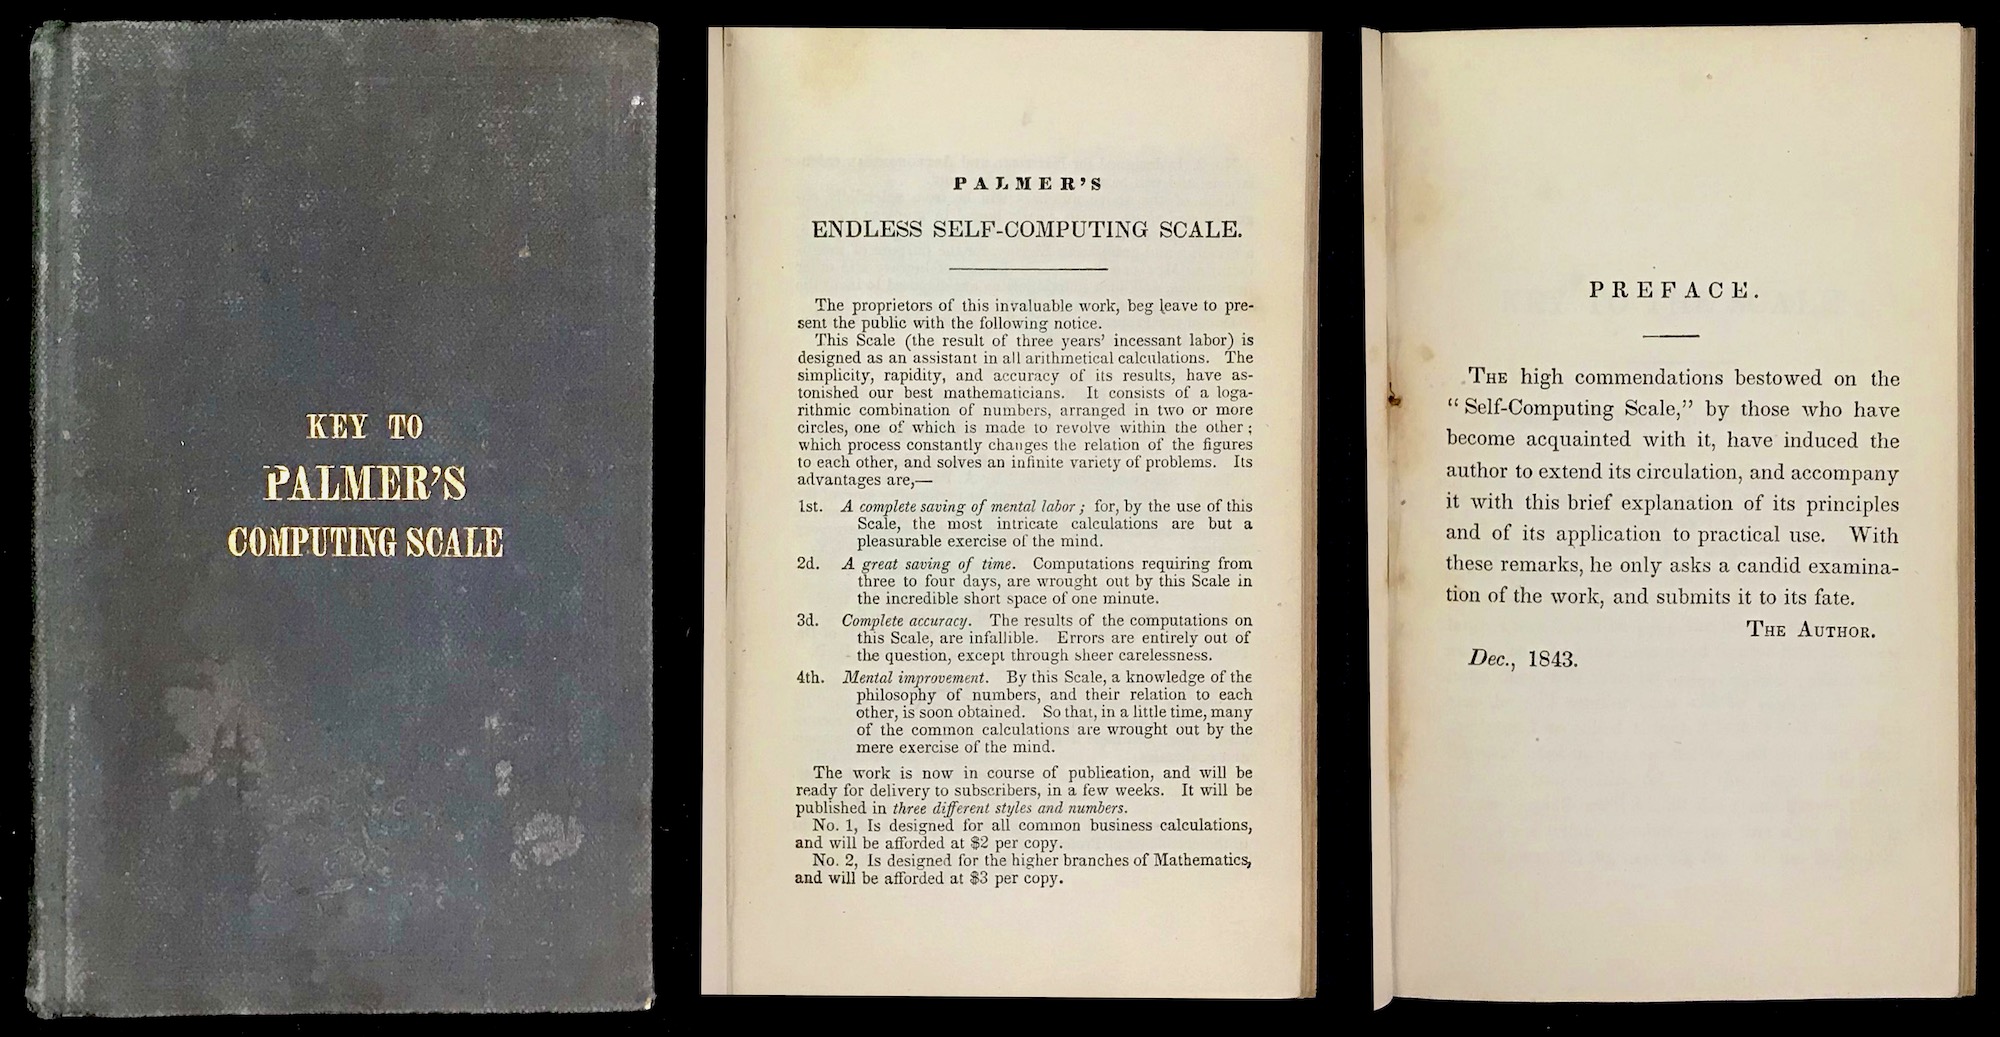 KEY TO
PALMER'S
COMPUTING SCALE
PALMER'S
ENDLESS SELF-COMPUTING SCALE.
The proprietors of this invaluable work, beg leave to pre-
sent the public with the following notice.
This Scale (the result of three years' incessant labor) is
designed as an assistant in all arithmetical calculations. The
simplicity, rapidity, and accuracy of its results, have as-
tonished our best mathematicians. It consists of a loga-
rithmic combination of numbers, arranged in two or more
circles, one of which is made to revolve within the other;
which process constantly changes the relation of the figures
to each other, and solves an infinite variety of problems. Its
advantages are,—
1st. A complete saving of mental labor; for, by the use of this
Scale, the most intricate calculations are but a
pleasurable exercise of the mind.
2d. A great saving of time. Computations requiring from
three to four days, are wrought out by this Scale in
the incredible short space of one minute.
3d. Complete accuracy. The results of the computations on
this Scale, are infallible. Errors are entirely out of
the question, except through sheer carelessness.
4th. Mental improvement. By this Scale, a knowledge of the
philosophy of numbers, and their relation to each
other, is soon obtained. So that, in a little time, many
of the common calculations are wrought out by the
mere exercise of the mind.
The work is now in course of publication, and will be
ready for delivery to subscribers, in a few weeks. It will be
published in three different styles and numbers.
No. 1, Is designed for all common business calculations,
and will be afforded at $2 per copy.
No. 2, Is designed for the higher branches of Mathematics,
and will be afforded at $3 per copy.
PREFACE.
THE high commendations bestowed on the
"Self-Computing Scale," by those who have
become acquainted with it, have induced the
author to extend its circulation, and accompany
it with this brief explanation of its principles
and of its application to practical use. With
these remarks, he only asks a candid examina-
tion of the work, and submits it to its fate.
THE AUTHOR.
Dec., 1843.